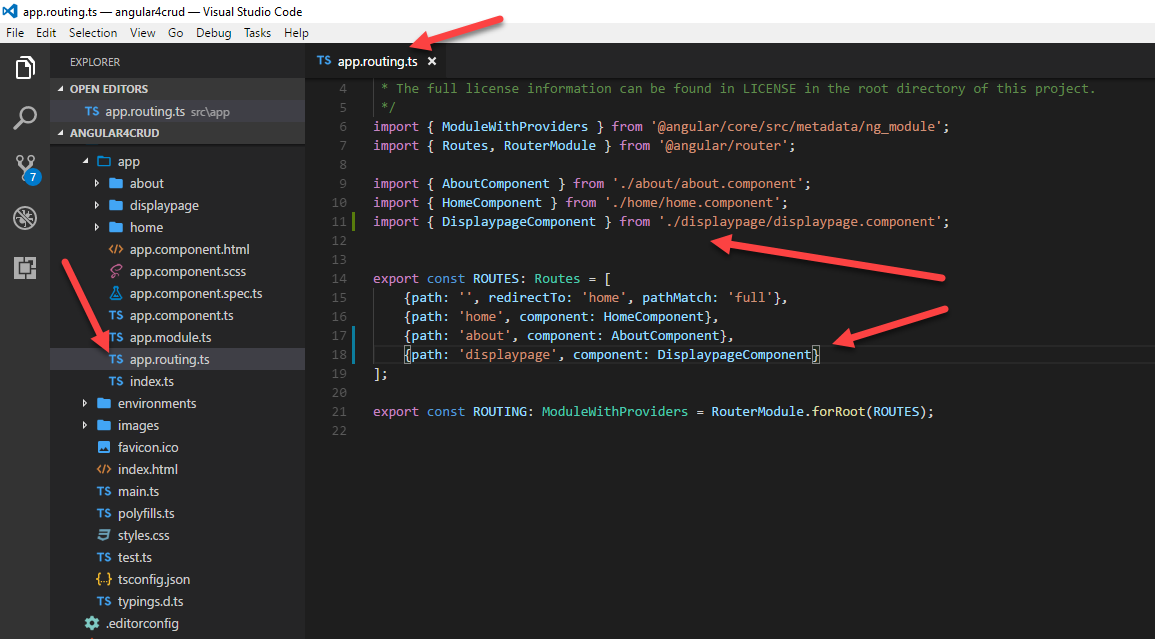 app.routing.ts — angular4crud — Visual Studio Code
File Edit Selection View Go Debug Tasks Help
EXPLORER
OPEN EDITORS
TS app.routing.ts src\app
ANGULAR4CRUD
app
about
displaypage
home
app.component.html
app.component.scss
app.component.spec.ts
TS app.component.ts
TS app.module.ts
TS app.routing.ts
TS index.ts
environments
images
favicon.ico
index.html
TS main.ts
TS polyfills.ts
styles.css
TS test.ts
{..} tsconfig.json
TS typings.d.ts
.editorconfig
7
TS app.routing.ts ×
4 * The full license information can be found in LICENSE in the root directory of this project.
5 */
6 import { ModuleWithProviders } from '@angular/core/src/metadata/ng_module';
7 import { Routes, RouterModule } from '@angular/router';
8
9 import { AboutComponent } from './about/about.component';
10 import { HomeComponent } from './home/home.component';
11 import { DisplaypageComponent } from './displaypage/displaypage.component';
12
13
14 export const ROUTES: Routes = [
15 {path: '', redirectTo: 'home', pathMatch: 'full'},
16 {path: 'home', component: HomeComponent},
17 {path: 'about', component: AboutComponent},
18 {path: 'displaypage', component: DisplaypageComponent}
19 ];
20
21 export const ROUTING: ModuleWithProviders = RouterModule.forRoot(ROUTES);
22